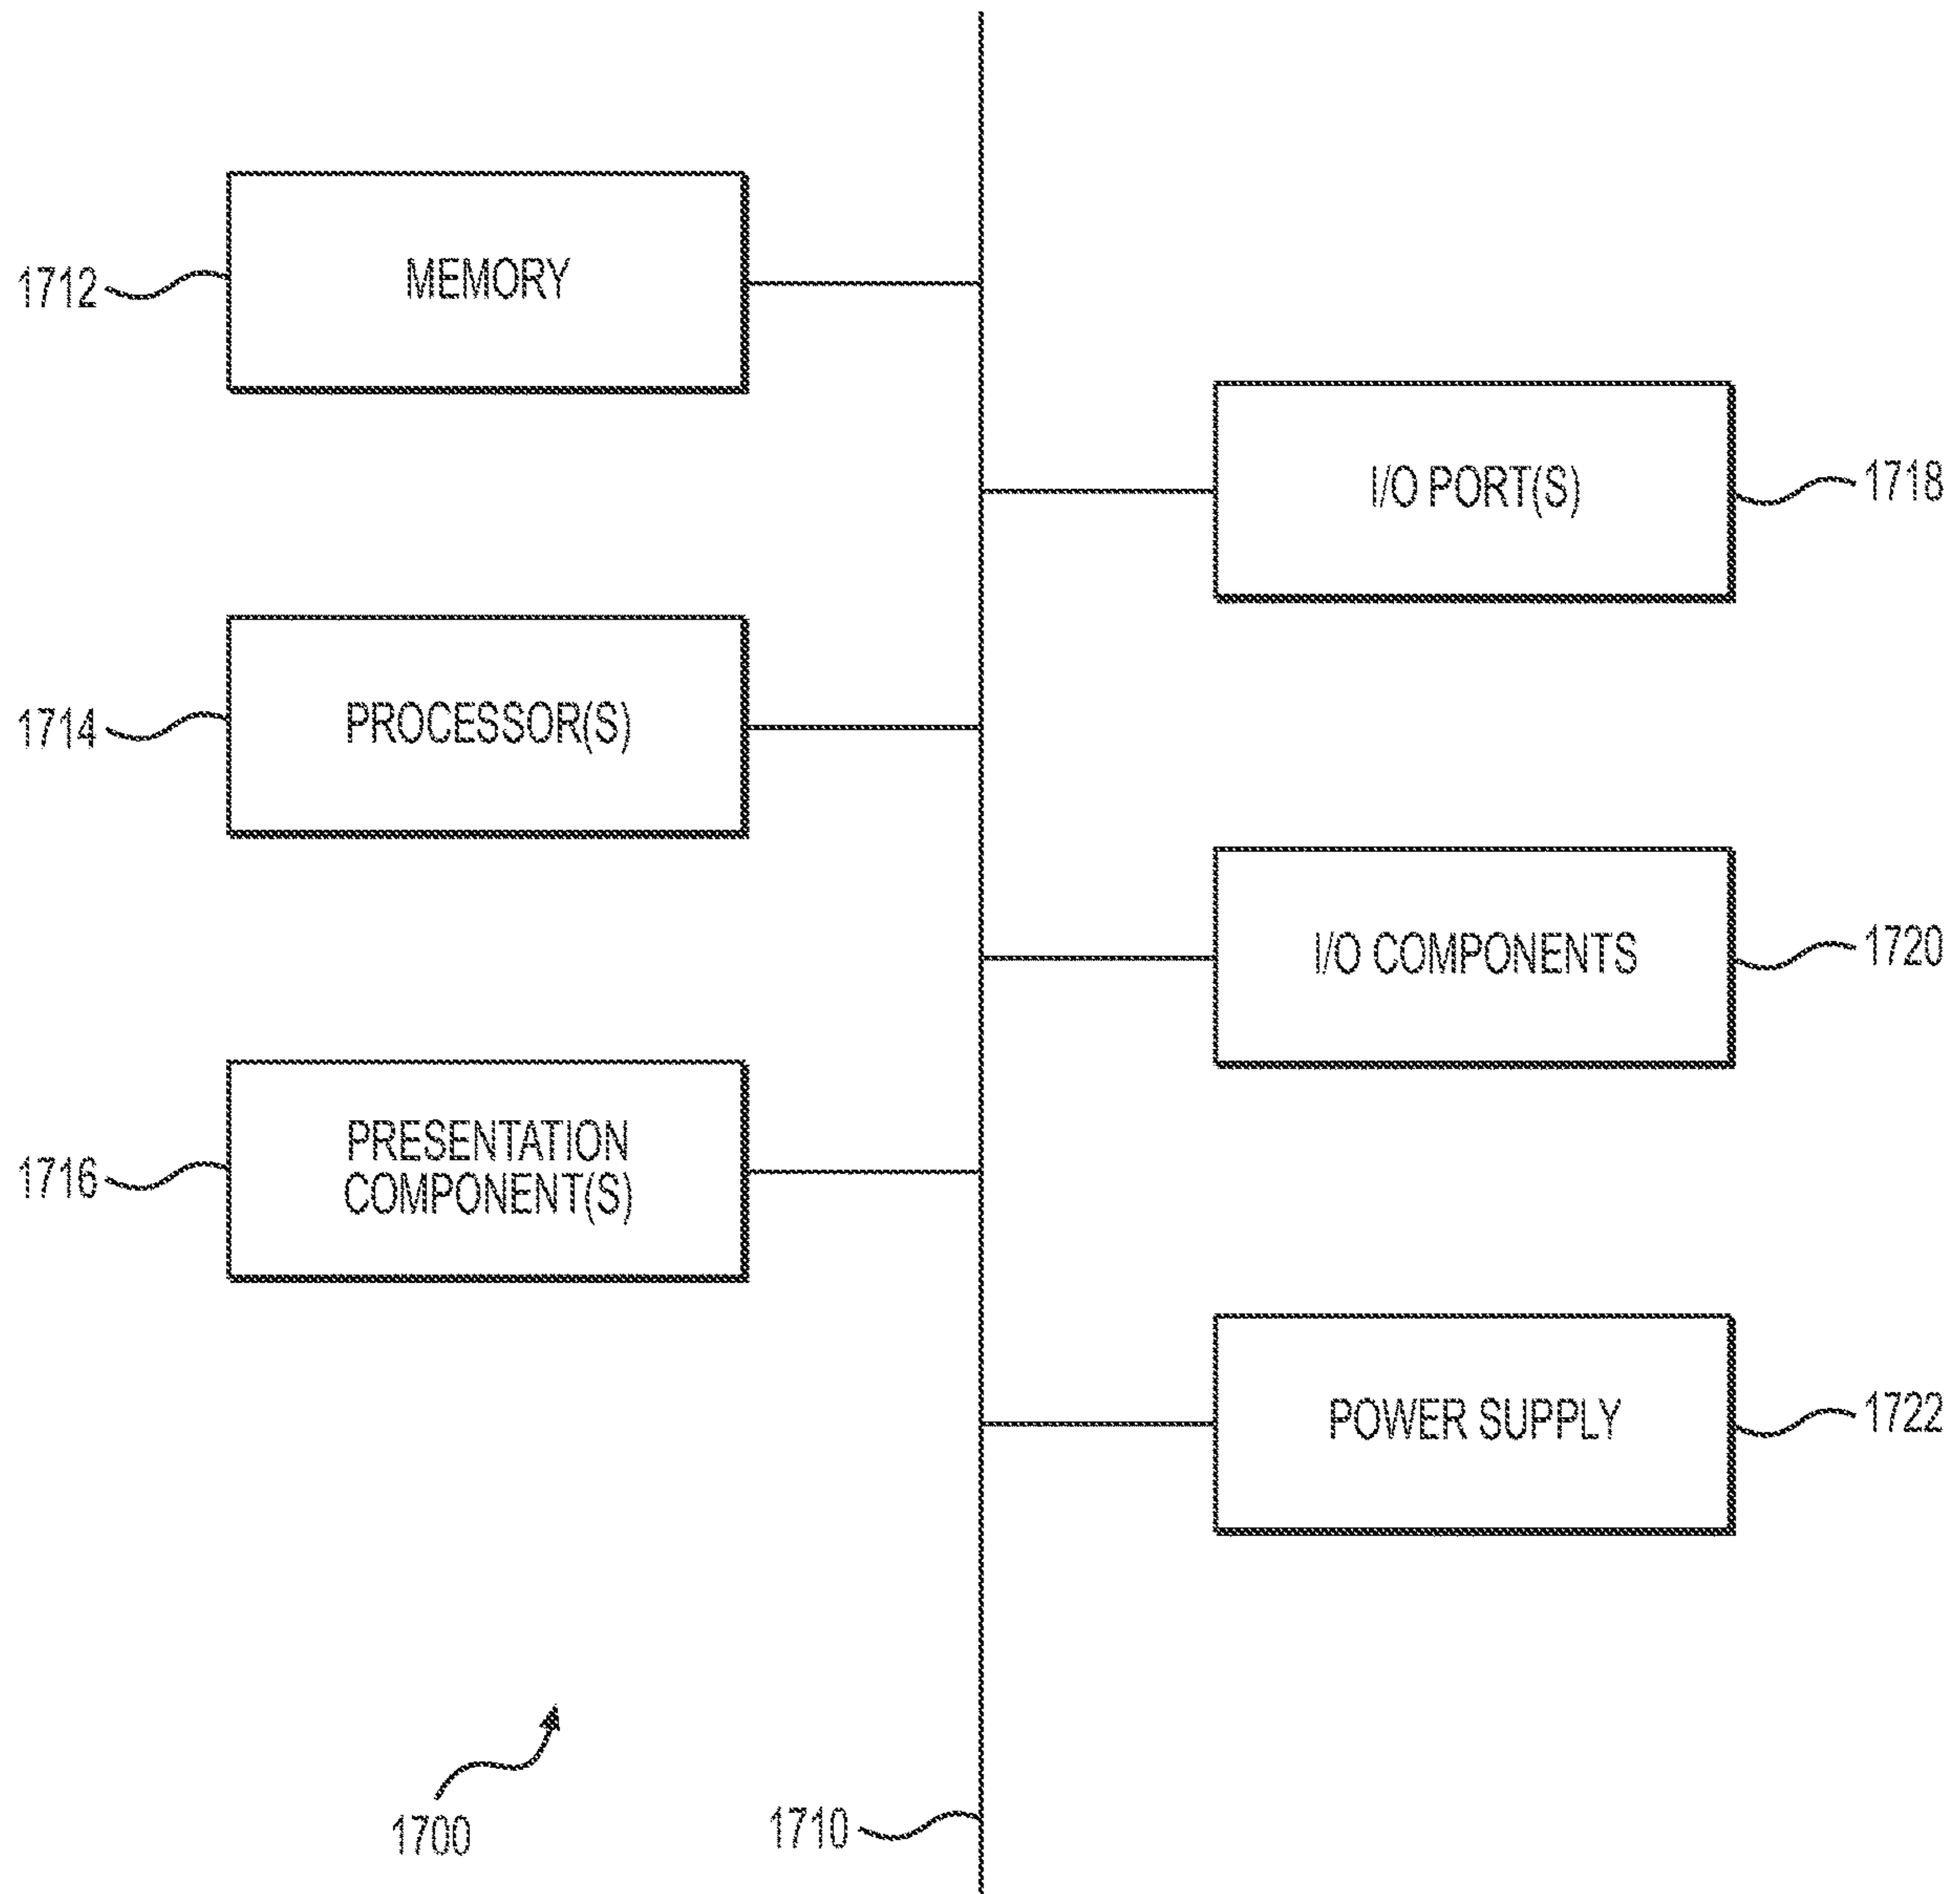 1712
MEMORY
I/O PORT(S)
1718
1714
PROCESSOR(S)
I/O COMPONENTS
1720
1716
PRESENTATION
COMPONENT(S)
POWER SUPPLY
1722
1700
1710